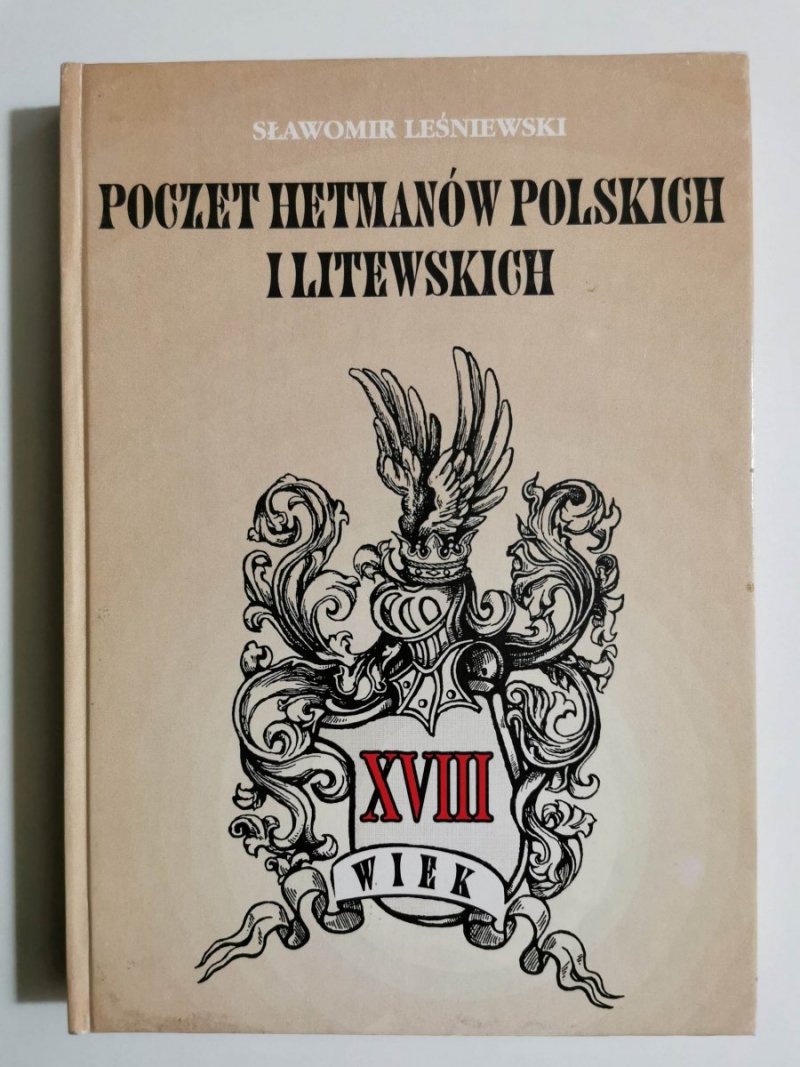 SŁAWOMIR LEŚNIEWSKI
POCZET HETMANÓW POLSKICH
I LITEWSKICH
XVIII
WIEK